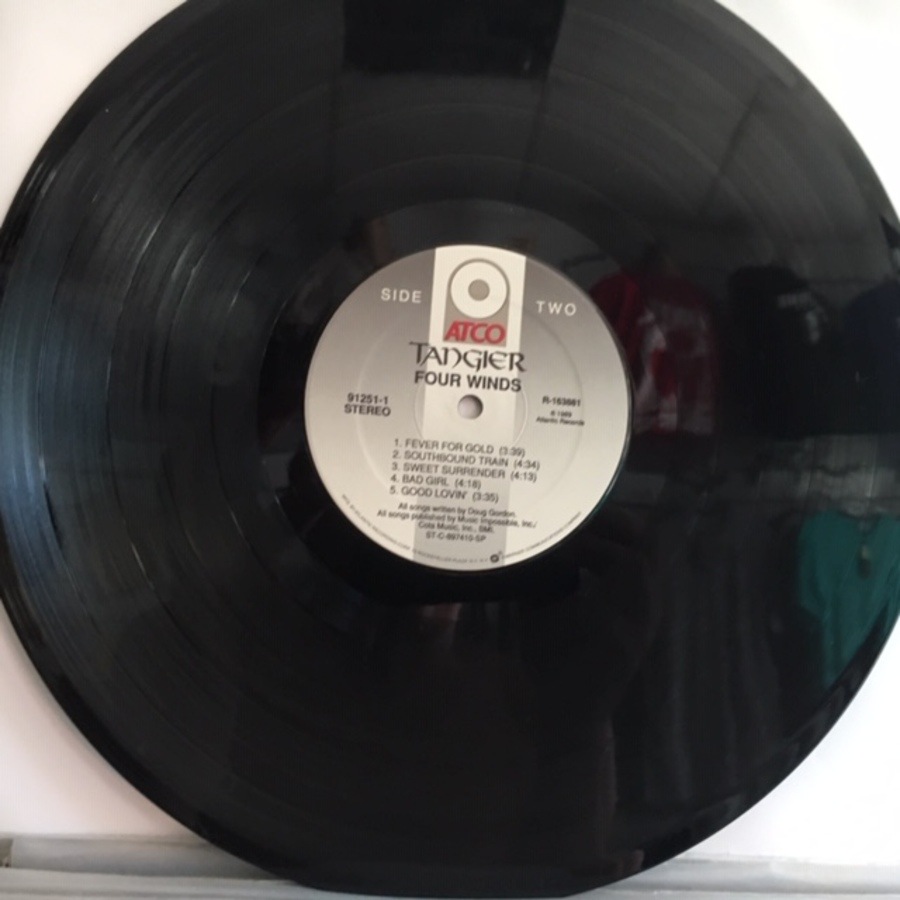 SIDE TWO
ATCO
TANGIER
FOUR WINDS
91251-1
STEREO
R-163661
℗ 1989
Atlantic Records
1. FEVER FOR GOLD (3:39)
2. SOUTHBOUND TRAIN (4:34)
3. SWEET SURRENDER (4:13)
4. BAD GIRL (4:18)
5. GOOD LOVIN' (3:35)
All songs written by Doug Gordon.
All songs published by Music Impossible, Inc./
Cota Music, Inc., BMI.
ST-C-897410-SP